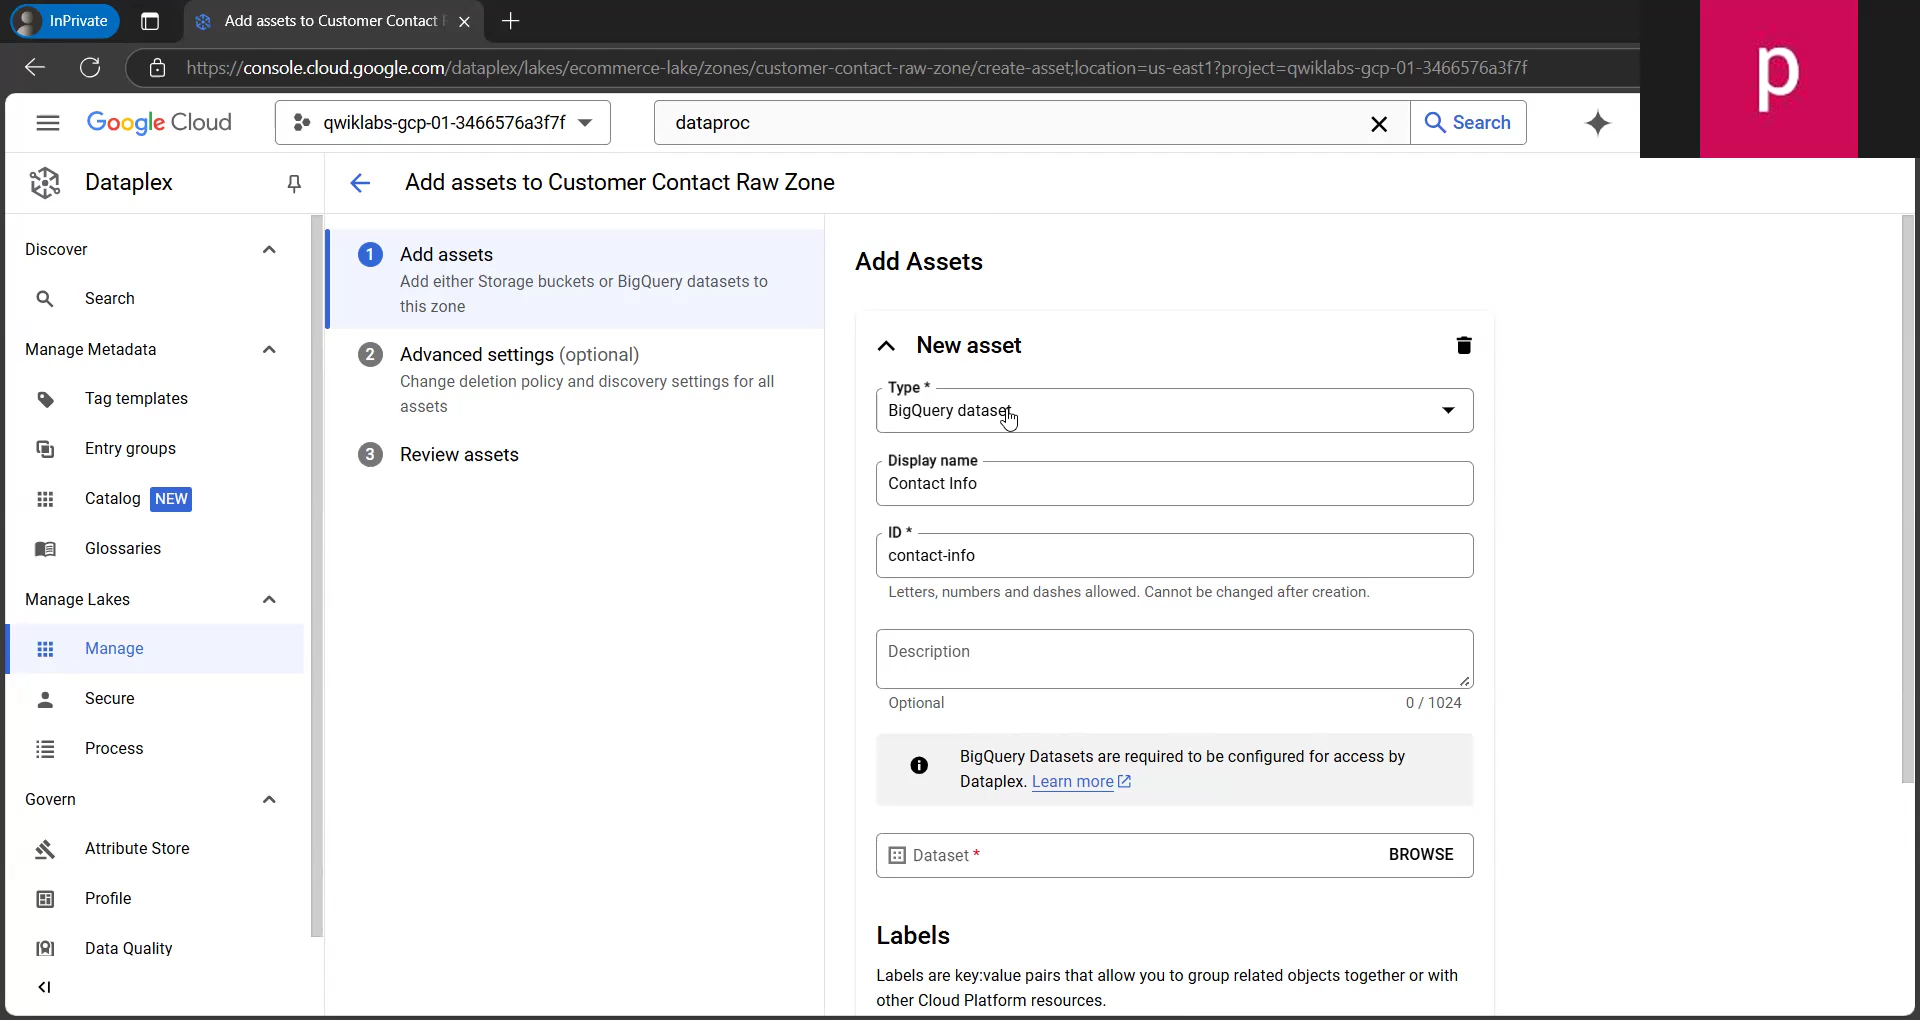 InPrivate
Add assets to Customer Contact
https://console.cloud.google.com/dataplex/lakes/ecommerce-lake/zones/customer-contact-raw-zone/create-asset;location=us-east1?project=qwiklabs-gcp-01-3466576a3f7f
p
Google Cloud
qwiklabs-gcp-01-3466576a3f7f
dataproc
Search
Dataplex
Add assets to Customer Contact Raw Zone
Discover
Search
Manage Metadata
Tag templates
Entry groups
Catalog NEW
Glossaries
Manage Lakes
Manage
Secure
Process
Govern
Attribute Store
Profile
Data Quality
1 Add assets
Add either Storage buckets or BigQuery datasets to
this zone
2 Advanced settings (optional)
Change deletion policy and discovery settings for all
assets
3 Review assets
Add Assets
New asset
Type *
BigQuery dataset
Display name
Contact Info
ID *
contact-info
Letters, numbers and dashes allowed. Cannot be changed after creation.
Description
Optional
0 / 1024
BigQuery Datasets are required to be configured for access by
Dataplex. Learn more
Dataset *
BROWSE
Labels
Labels are key:value pairs that allow you to group related objects together or with
other Cloud Platform resources.